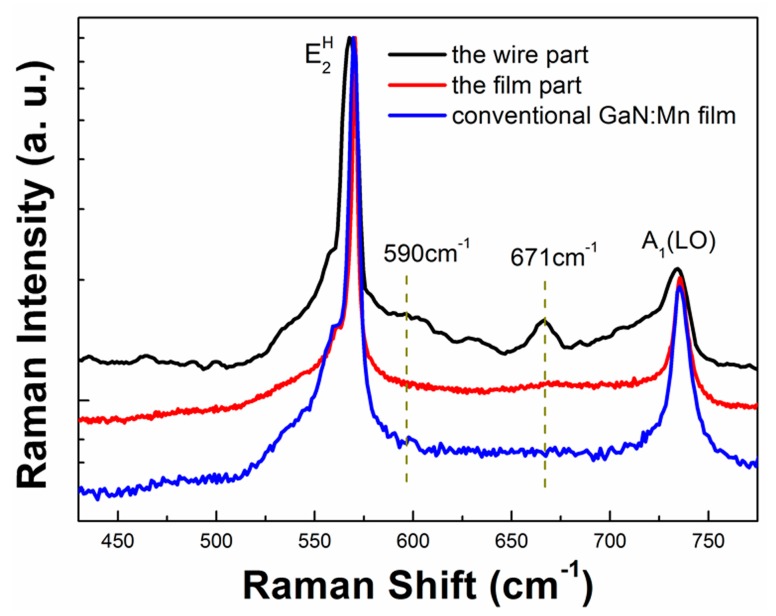 E₂ᴴ
the wire part
the film part
conventional GaN:Mn film
590cm⁻¹
671cm⁻¹
A₁(LO)
Raman Intensity (a. u.)
450 500 550 600 650 700 750
Raman Shift (cm⁻¹)